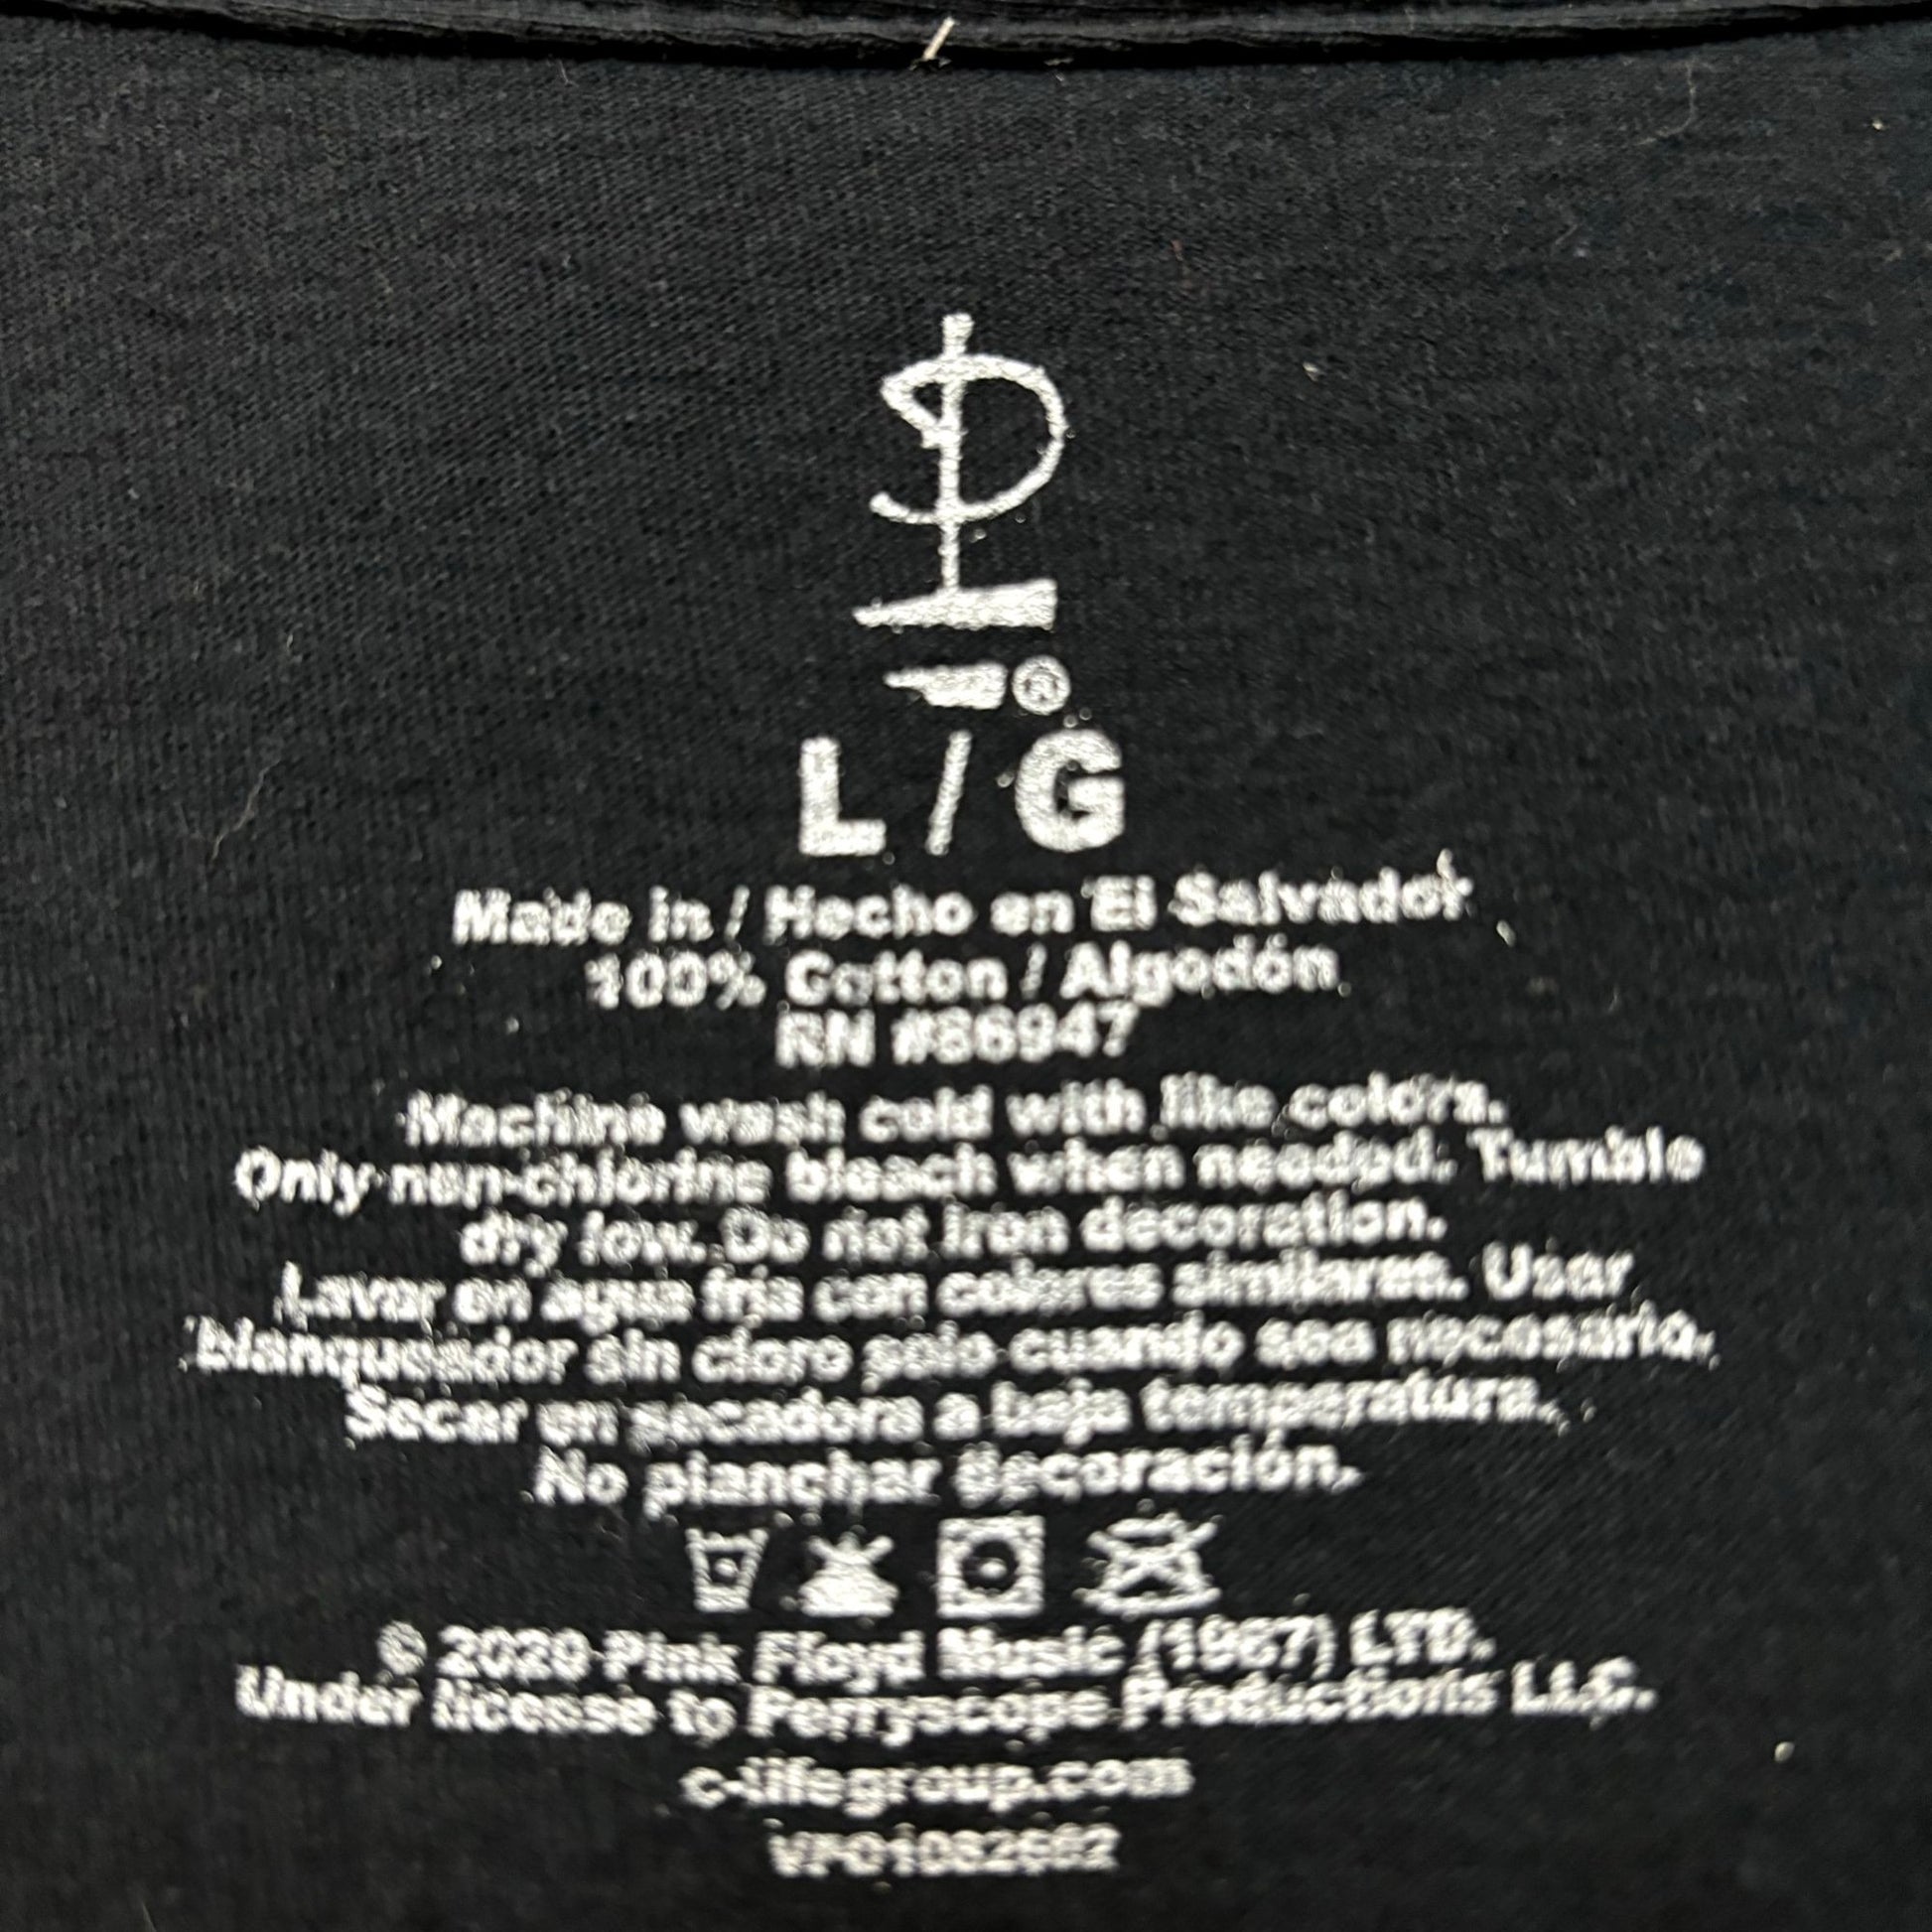 ®
L / G
Made in / Hecho en El Salvador
100% Cotton / Algodón
RN #86947
Machine wash cold with like colors.
Only non-chlorine bleach when needed. Tumble
dry low. Do not iron decoration.
Lavar en agua fria con colores similares. Usar
blanqueador sin cloro solo cuando sea necesario.
Secar en secadora a baja temperatura.
No planchar decoración.
© 2020 Pink Floyd Music (1987) LTD.
Under license to Perryscope Productions LLC.
c-lifegroup.com